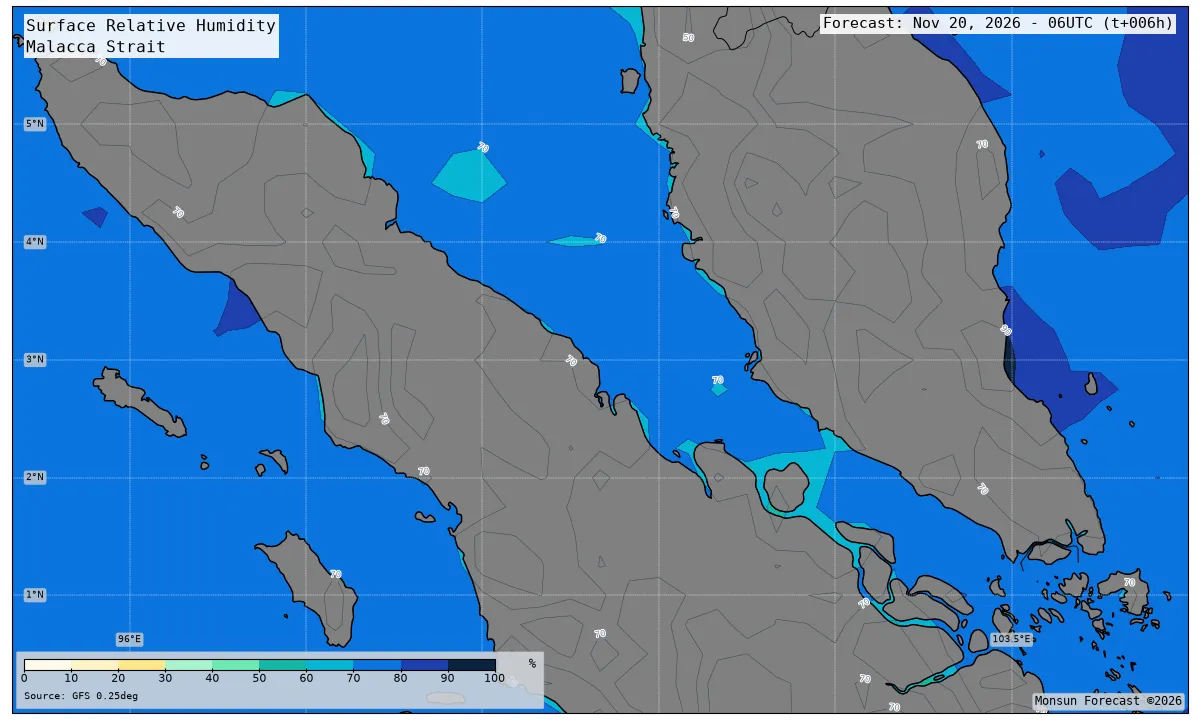 Surface Relative Humidity
Malacca Strait
Forecast: Nov 20, 2026 - 06UTC (t+006h)
50
70
5°N
70
70
70
70
4°N
70
90
3°N
70
70
70
70
2°N
70
70
1°N
70
70
70
96°E
103.5°E
70
70
0 10 20 30 40 50 60 70 80 90 100
%
Source: GFS 0.25deg
Monsun Forecast ©2026